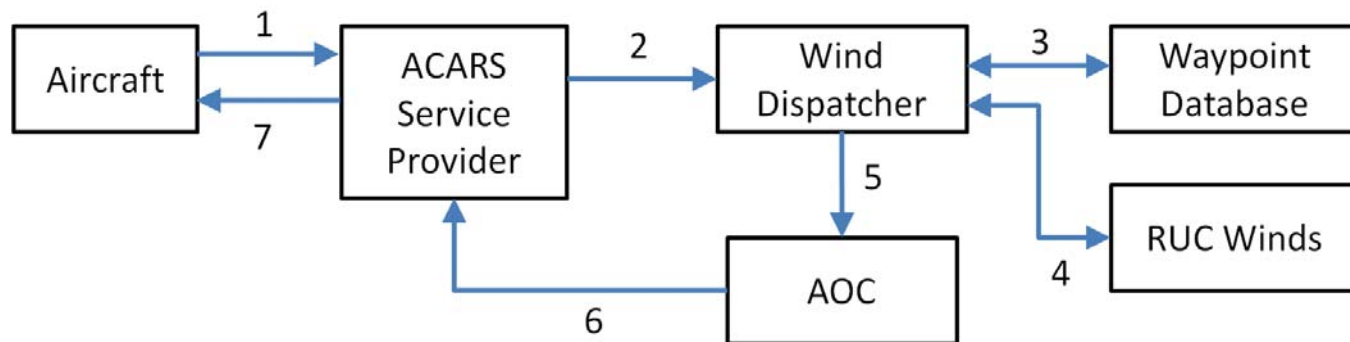 1
2
3
Aircraft
ACARS
Service
Provider
Wind
Dispatcher
Waypoint
Database
7
5
RUC Winds
4
AOC
6